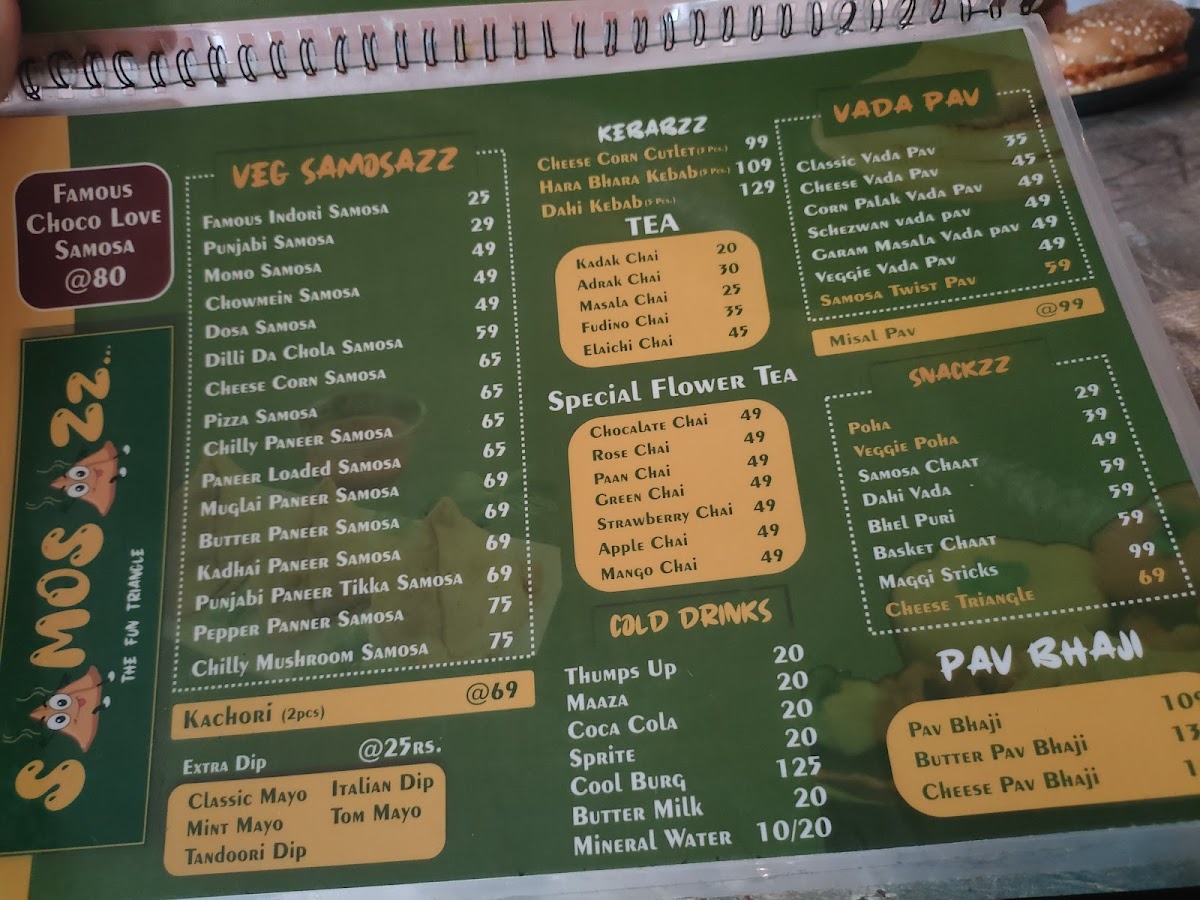 FAMOUS
CHOCO LOVE
SAMOSA
@80
SAMOSAZZ...
THE FUN TRIANGLE
VEG SAMOSAZZ
FAMOUS INDORI SAMOSA 25
PUNJABI SAMOSA 29
MOMO SAMOSA 49
CHOWMEIN SAMOSA 49
DOSA SAMOSA 49
DILLI DA CHOLA SAMOSA 59
CHEESE CORN SAMOSA 65
PIZZA SAMOSA 65
CHILLY PANEER SAMOSA 65
PANEER LOADED SAMOSA 65
MUGLAI PANEER SAMOSA 69
BUTTER PANEER SAMOSA 69
KADHAI PANEER SAMOSA 69
PUNJABI PANEER TIKKA SAMOSA 69
PEPPER PANNER SAMOSA 75
CHILLY MUSHROOM SAMOSA 75
KACHORI (2PCS) @69
EXTRA DIP @25RS.
CLASSIC MAYO ITALIAN DIP
MINT MAYO TOM MAYO
TANDOORI DIP
KEBABZZ
CHEESE CORN CUTLET 99
HARA BHARA KEBAB (5 PCS.) 109
DAHI KEBAB (5 PCS.) 129
TEA
KADAK CHAI 20
ADRAK CHAI 30
MASALA CHAI 25
FUDINO CHAI 35
ELAICHI CHAI 45
SPECIAL FLOWER TEA
CHOCALATE CHAI 49
ROSE CHAI 49
PAAN CHAI 49
GREEN CHAI 49
STRAWBERRY CHAI 49
APPLE CHAI 49
MANGO CHAI 49
COLD DRINKS
THUMPS UP 20
MAAZA 20
COCA COLA 20
SPRITE 20
COOL BURG 125
BUTTER MILK 20
MINERAL WATER 10/20
VADA PAV
CLASSIC VADA PAV 35
CHEESE VADA PAV 45
CORN PALAK VADA PAV 49
SCHEZWAN VADA PAV 49
GARAM MASALA VADA PAV 49
VEGGIE VADA PAV 49
SAMOSA TWIST PAV 59
MISAL PAV @99
SNACKZZ
POHA 29
VEGGIE POHA 39
SAMOSA CHAAT 49
DAHI VADA 59
BHEL PURI 59
BASKET CHAAT 59
MAGGI STICKS 99
CHEESE TRIANGLE 69
PAV BHAJI
PAV BHAJI
BUTTER PAV BHAJI
CHEESE PAV BHAJI